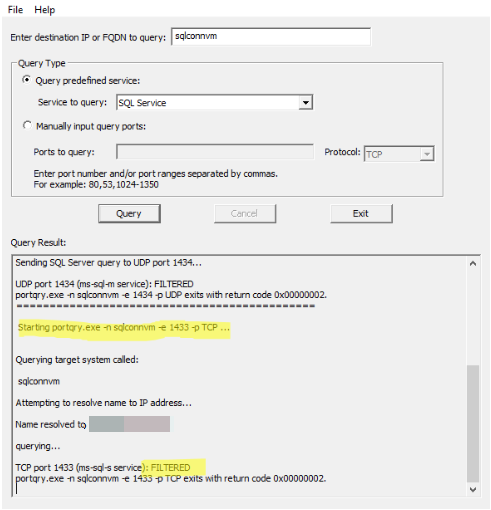 File Help
Enter destination IP or FQDN to query: sqlconnvm
Query Type
Query predefined service:
Service to query: SQL Service
Manually input query ports:
Ports to query: Protocol: TCP
Enter port number and/or port ranges separated by commas.
For example: 80,53,1024-1350
Query Cancel Exit
Query Result:
Sending SQL Server query to UDP port 1434...
UDP port 1434 (ms-sql-m service): FILTERED
portqry.exe -n sqlconnvm -e 1434 -p UDP exits with return code 0x00000002.
=============================================
Starting portqry.exe -n sqlconnvm -e 1433 -p TCP ...
Querying target system called:
sqlconnvm
Attempting to resolve name to IP address...
Name resolved to
querying...
TCP port 1433 (ms-sql-s service): FILTERED
portqry.exe -n sqlconnvm -e 1433 -p TCP exits with return code 0x00000002.